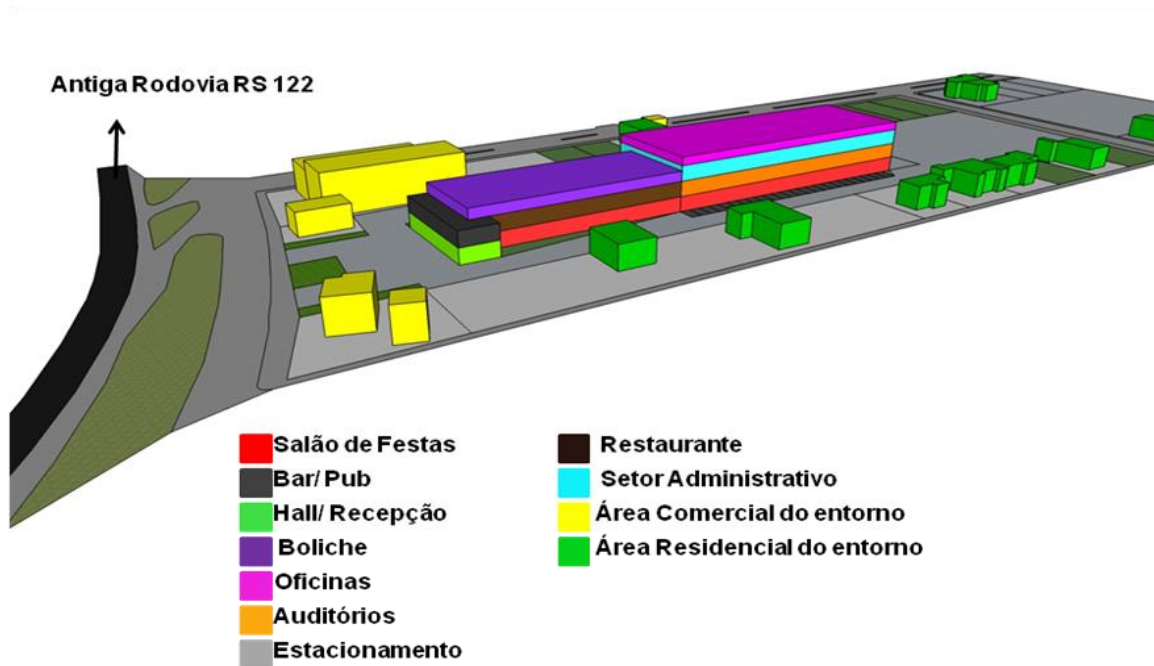 Antiga Rodovia RS 122
Salão de Festas
Bar/ Pub
Hall/ Recepção
Boliche
Oficinas
Auditórios
Estacionamento
Restaurante
Setor Administrativo
Área Comercial do entorno
Área Residencial do entorno